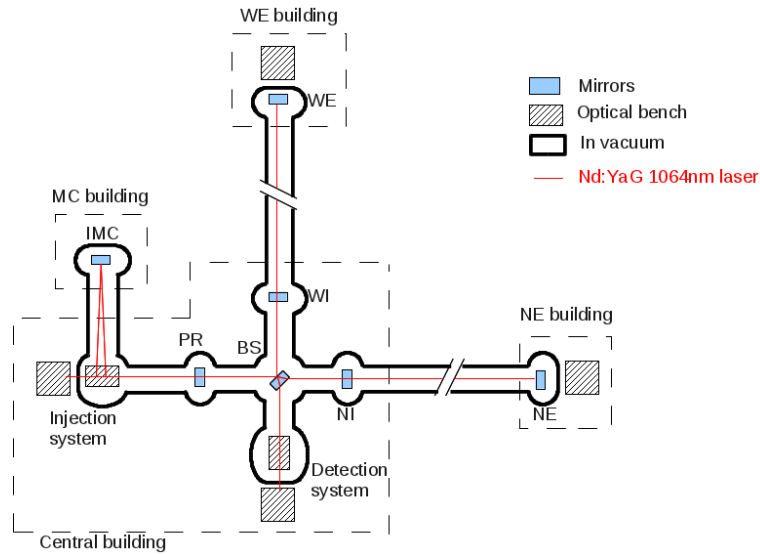 WE building
WE
Mirrors
Optical bench
In vacuum
Nd:YaG 1064nm laser
MC building
IMC
WI
NE building
PR
BS
NI
NE
Injection
system
Detection
system
Central building